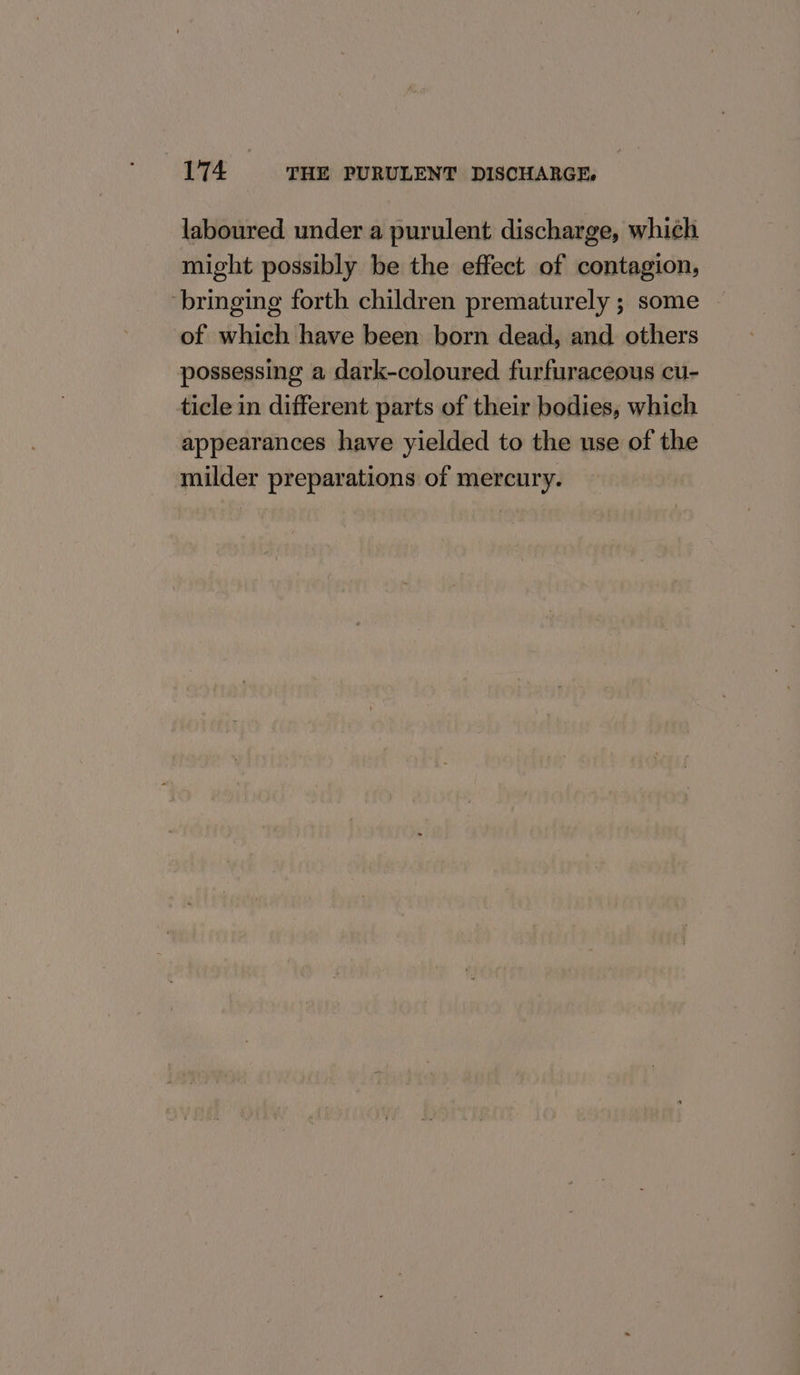 174 THE PURULENT DISCHARGE.
laboured under a purulent discharge, which
might possibly be the effect of contagion,
bringing forth children prematurely; some
of which have been born dead, and others
possessing a dark-coloured furfuraceous cu-
ticle in different parts of their bodies, which
appearances have yielded to the use of the
milder preparations of mercury.